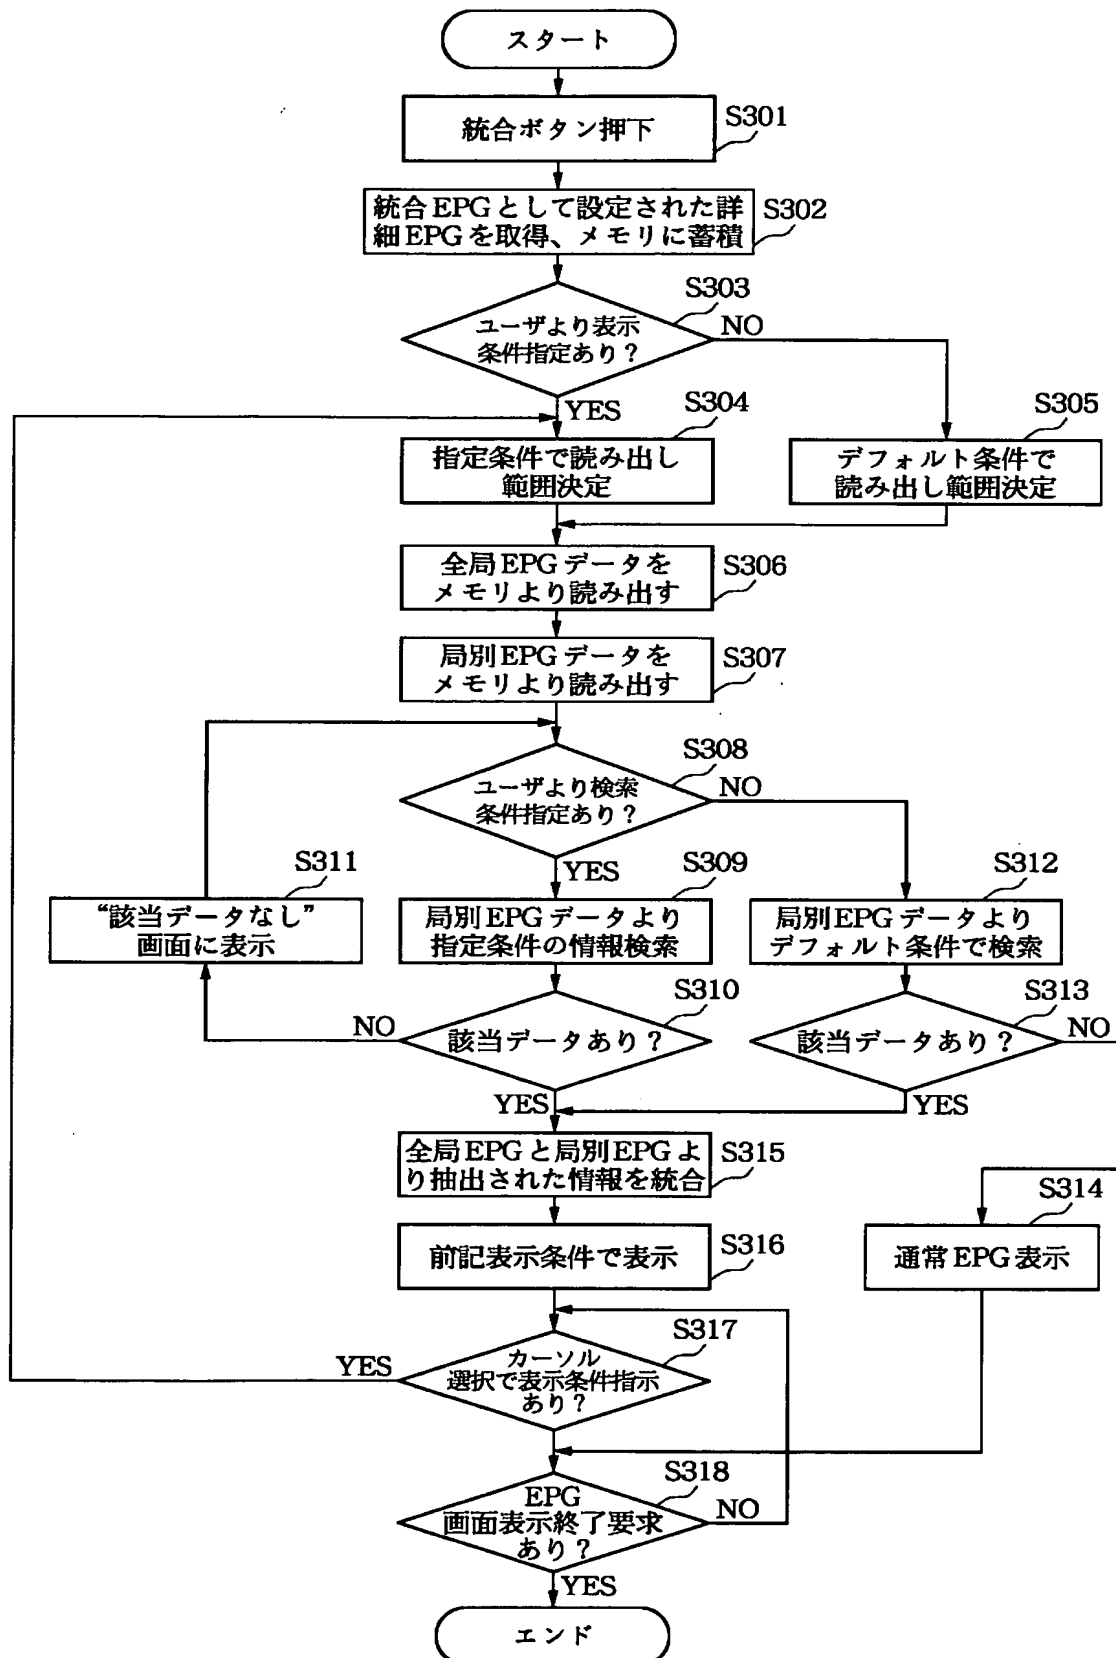 スタート
統合ボタン押下
S301
統合EPGとして設定された詳
細EPGを取得、メモリに蓄積
S302
S303
ユーザより表示
条件指定あり？
NO
YES
S304
指定条件で読み出し
範囲決定
S305
デフォルト条件で
読み出し範囲決定
全局EPGデータを
メモリより読み出す
S306
局別EPGデータを
メモリより読み出す
S307
S308
ユーザより検索
条件指定あり？
NO
YES
S311
“該当データなし”
画面に表示
S309
局別EPGデータより
指定条件の情報検索
S312
局別EPGデータより
デフォルト条件で検索
S310
該当データあり？
NO
YES
S313
該当データあり？
NO
YES
全局EPGと局別EPGよ
り抽出された情報を統合
S315
S314
通常EPG表示
前記表示条件で表示
S316
S317
カーソル
選択で表示条件指示
あり？
YES
S318
EPG
画面表示終了要求
あり？
NO
YES
エンド